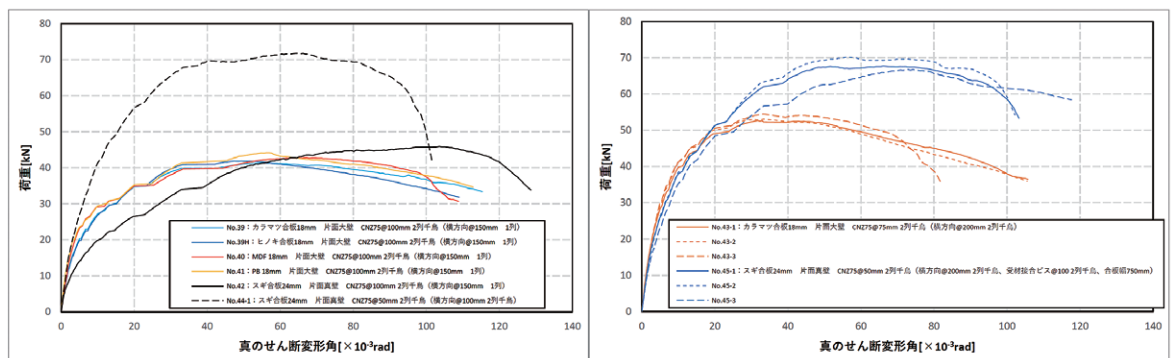 80
70
60
50
40
30
20
10
0
荷重[kN]
No.39：カラマツ合板18mm 片面大壁 CNZ75@100mm 2列千鳥（横方向@150mm 1列）
No.39H：ヒノキ合板18mm 片面大壁 CNZ75@100mm 2列千鳥（横方向@150mm 1列）
No.40：MDF 18mm 片面大壁 CNZ75@100mm 2列千鳥（横方向@150mm 1列）
No.41：PB 18mm 片面大壁 CNZ75@100mm 2列千鳥（横方向@150mm 1列）
No.42：スギ合板24mm 片面真壁 CNZ75@100mm 2列千鳥（横方向@150mm 1列）
No.44-1：スギ合板24mm 片面真壁 CNZ75@50mm 2列千鳥（横方向@100mm 2列千鳥）
0 20 40 60 80 100 120 140
真のせん断変形角[×10⁻³rad]
80
70
60
50
40
30
20
10
0
荷重[kN]
No.43-1：カラマツ合板18mm 片面大壁 CNZ75@75mm 2列千鳥（横方向@200mm 2列千鳥）
No.43-2
No.43-3
No.45-1：スギ合板24mm 片面真壁 CNZ75@50mm 2列千鳥（横方向@200mm 2列千鳥、受材接合ビス@100 2列千鳥、合板幅750mm）
No.45-2
No.45-3
0 20 40 60 80 100 120 140
真のせん断変形角[×10⁻³rad]